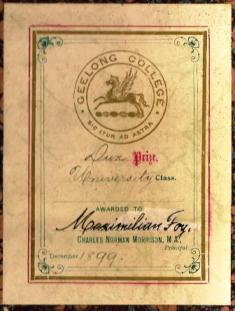 GEELONG COLLEGE
SIC ITUR AD ASTRA
Dux Prize.
University Class.
AWARDED TO
Maximilian Foy.
CHARLES NORMAN MORRISON, M.A.,
Principal
December 1899.